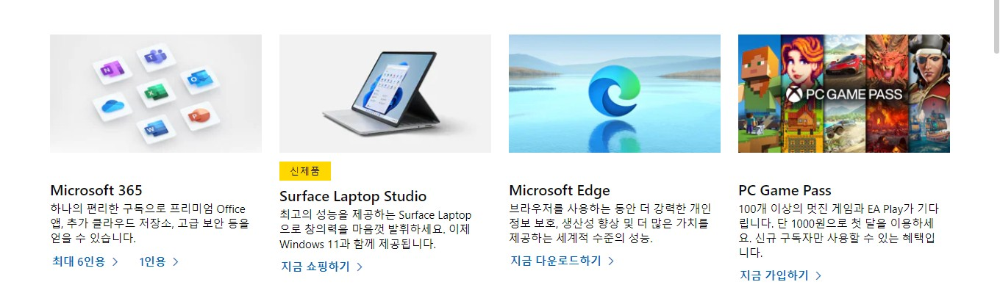 PC GAME PASS
Microsoft 365
하나의 편리한 구독으로 프리미엄 Office
앱, 추가 클라우드 저장소, 고급 보안 등을
얻을 수 있습니다.
최대 6인용
1인용
신제품
Surface Laptop Studio
최고의 성능을 제공하는 Surface Laptop
으로 창의력을 마음껏 발휘하세요. 이제
Windows 11과 함께 제공됩니다.
지금 쇼핑하기
Microsoft Edge
브라우저를 사용하는 동안 더 강력한 개인
정보 보호, 생산성 향상 및 더 많은 가치를
제공하는 세계적 수준의 성능.
지금 다운로드하기
PC Game Pass
100개 이상의 멋진 게임과 EA Play가 기다
립니다. 단 1000원으로 첫 달을 이용하세
요. 신규 구독자만 사용할 수 있는 혜택입
니다.
지금 가입하기